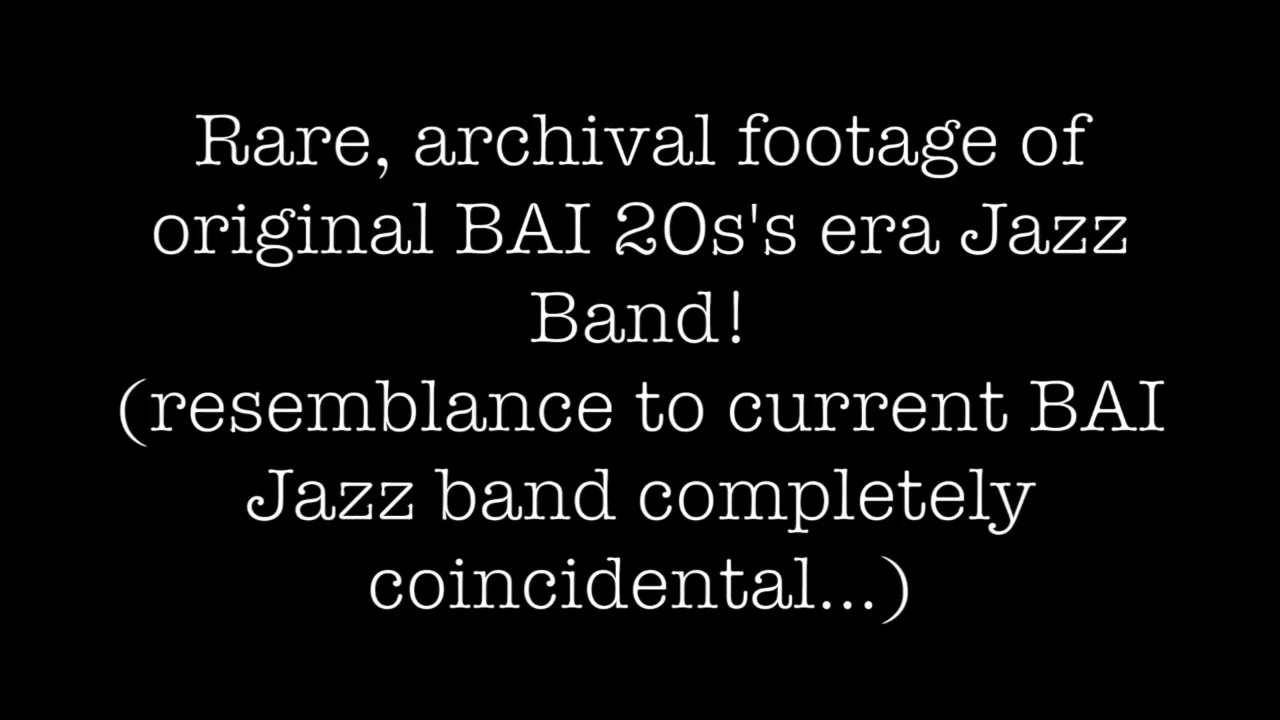 Rare, archival footage of
original BAI 20s's era Jazz
Band!
(resemblance to current BAI
Jazz band completely
coincidental...)